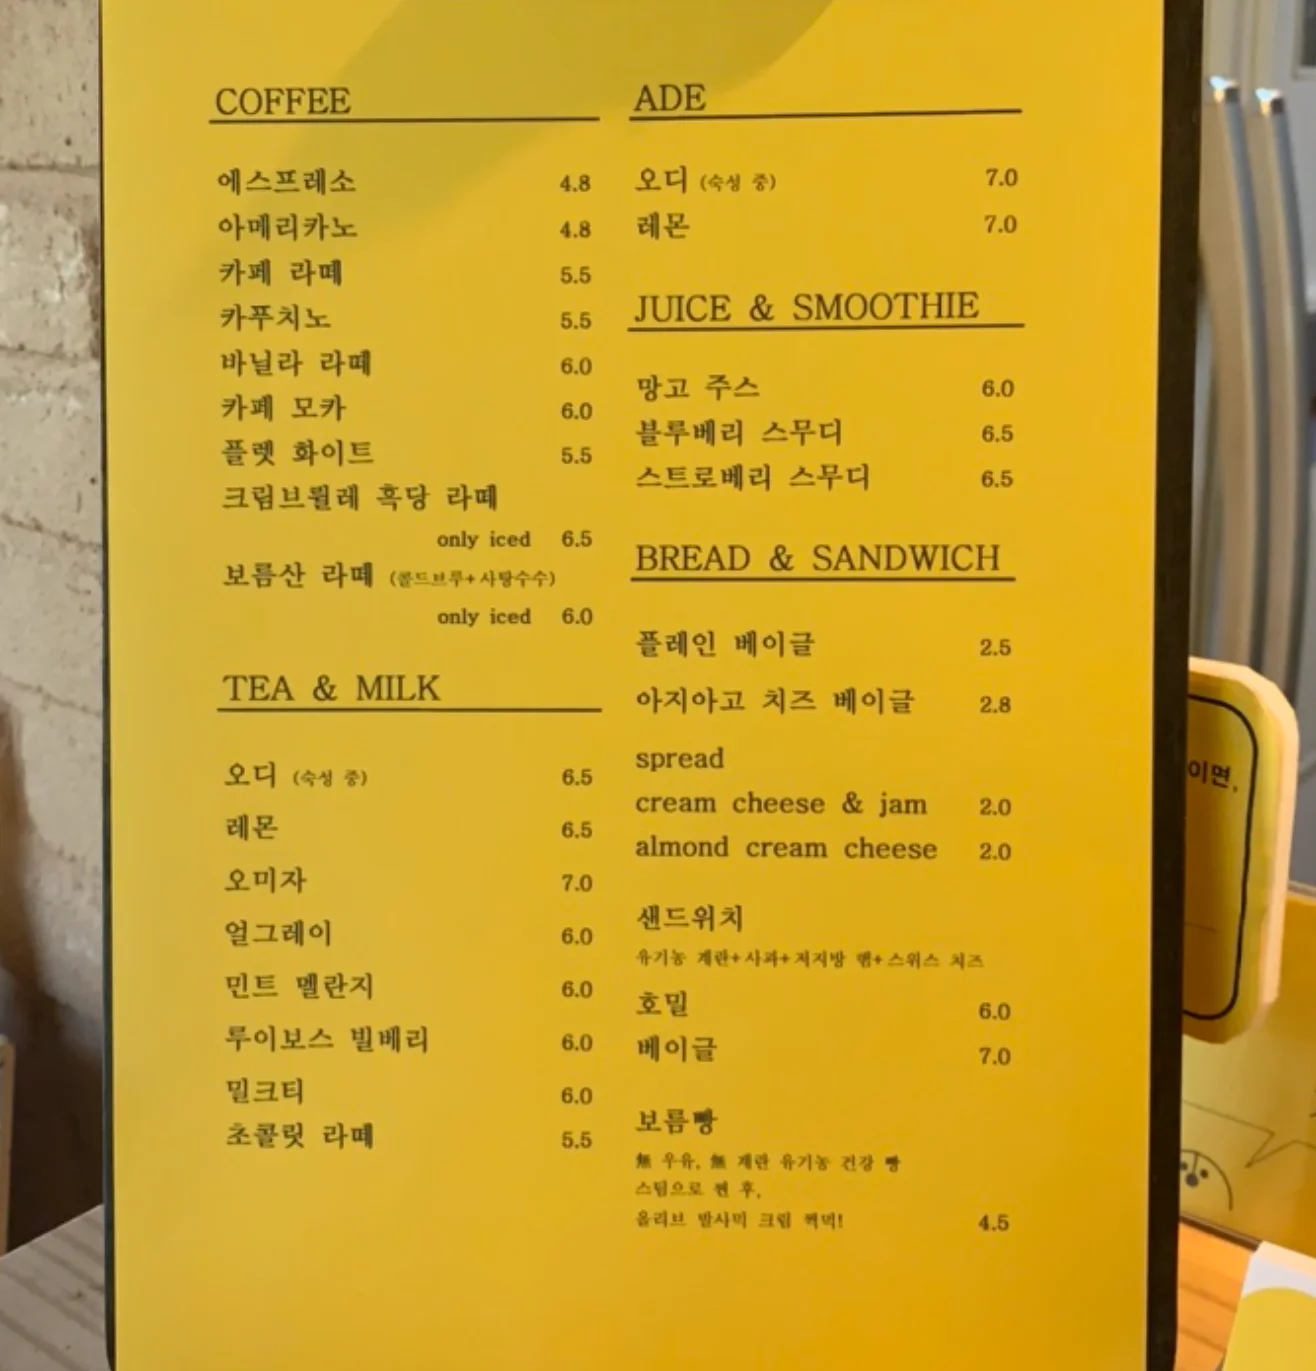 COFFEE
에스프레소 4.8
아메리카노 4.8
카페 라떼 5.5
카푸치노 5.5
바닐라 라떼 6.0
카페 모카 6.0
플렛 화이트 5.5
크림브륄레 흑당 라떼
only iced 6.5
보름산 라떼 (콜드브루+사탕수수)
only iced 6.0
TEA & MILK
오디 (숙성 중) 6.5
레몬 6.5
오미자 7.0
얼그레이 6.0
민트 멜란지 6.0
루이보스 빌베리 6.0
밀크티 6.0
초콜릿 라떼 5.5
ADE
오디 (숙성 중) 7.0
레몬 7.0
JUICE & SMOOTHIE
망고 주스 6.0
블루베리 스무디 6.5
스트로베리 스무디 6.5
BREAD & SANDWICH
플레인 베이글 2.5
아지아고 치즈 베이글 2.8
spread
cream cheese & jam 2.0
almond cream cheese 2.0
샌드위치
유기농 계란+사과+저지방 햄+스위스 치즈
호밀 6.0
베이글 7.0
보름빵
無 우유, 無 계란 유기농 건강 빵
스팀으로 찐 후,
올리브 발사믹 크림 찍먹! 4.5
이면,